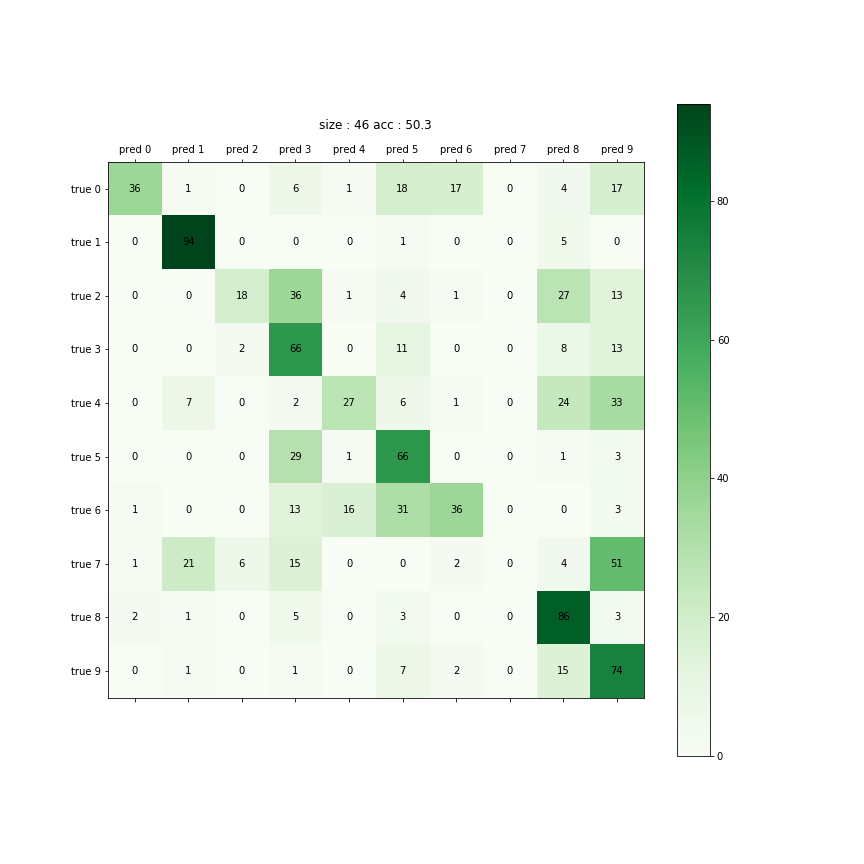 size : 46 acc : 50.3
pred 0 pred 1 pred 2 pred 3 pred 4 pred 5 pred 6 pred 7 pred 8 pred 9
true 0 36 1 0 6 1 18 17 0 4 17
80
true 1 0 94 0 0 0 1 0 0 5 0
true 2 0 0 18 36 1 4 1 0 27 13
60
true 3 0 0 2 66 0 11 0 0 8 13
true 4 0 7 0 2 27 6 1 0 24 33
true 5 0 0 0 29 1 66 0 0 1 3
40
true 6 1 0 0 13 16 31 36 0 0 3
true 7 1 21 6 15 0 0 2 0 4 51
true 8 2 1 0 5 0 3 0 0 86 3
20
true 9 0 1 0 1 0 7 2 0 15 74
0